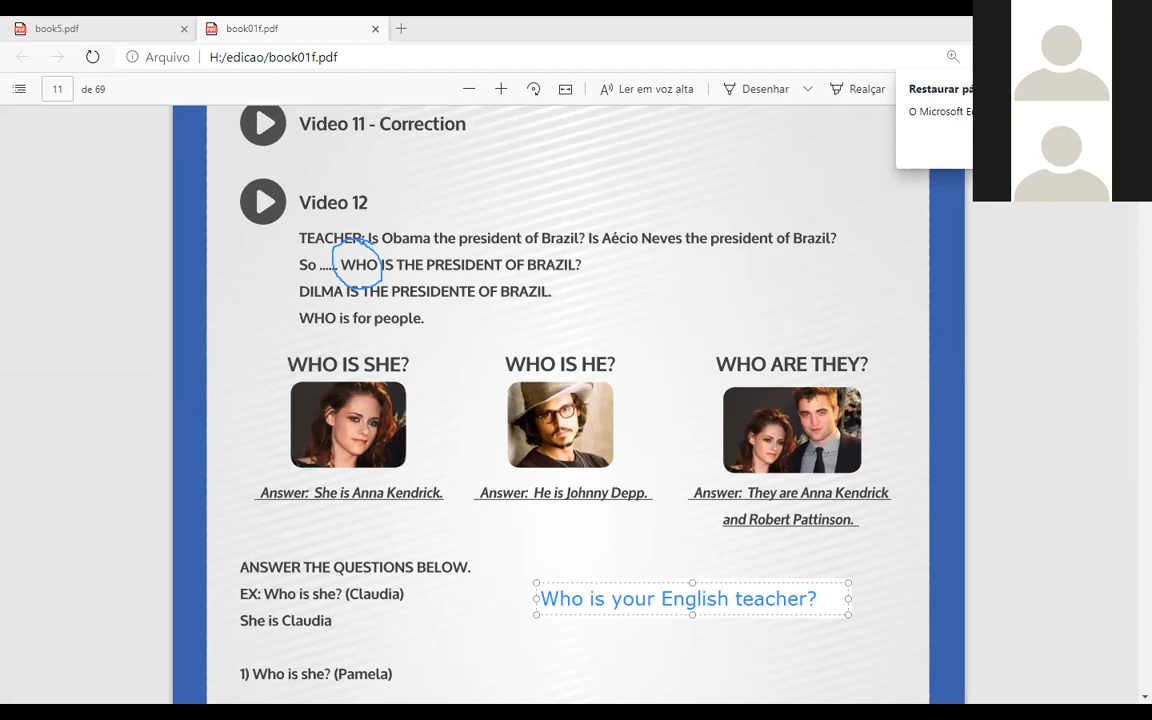 book5.pdf
book01f.pdf
Arquivo H:/edicao/book01f.pdf
11 de 69
Ler em voz alta
Desenhar
Realçar
Restaurar
O Microsoft
Video 11 - Correction
Video 12
TEACHER: Is Obama the president of Brazil? Is Aécio Neves the president of Brazil?
So ...... WHO IS THE PRESIDENT OF BRAZIL?
DILMA IS THE PRESIDENTE OF BRAZIL.
WHO is for people.
WHO IS SHE? WHO IS HE? WHO ARE THEY?
Answer: She is Anna Kendrick. Answer: He is Johnny Depp. Answer: They are Anna Kendrick
and Robert Pattinson.
ANSWER THE QUESTIONS BELOW.
EX: Who is she? (Claudia)
Who is your English teacher?
She is Claudia
1) Who is she? (Pamela)